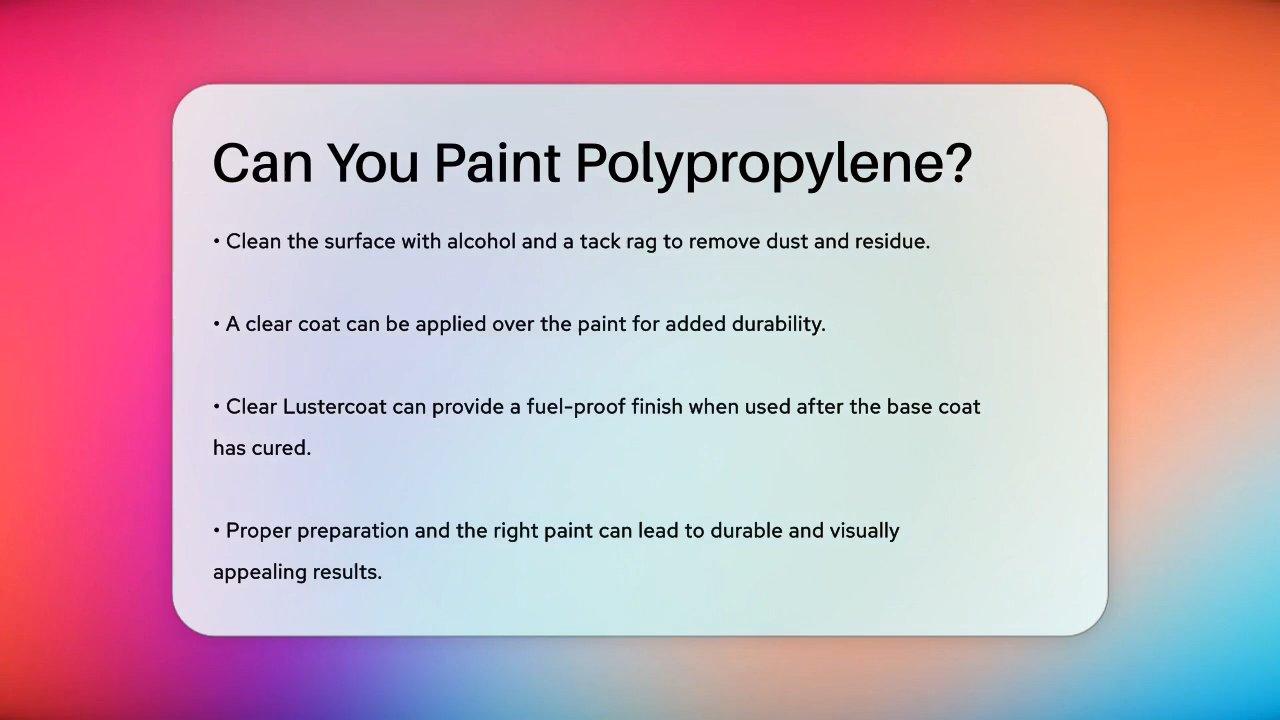 Can You Paint Polypropylene?
• Clean the surface with alcohol and a tack rag to remove dust and residue.
• A clear coat can be applied over the paint for added durability.
• Clear Lustercoat can provide a fuel-proof finish when used after the base coat
has cured.
• Proper preparation and the right paint can lead to durable and visually
appealing results.